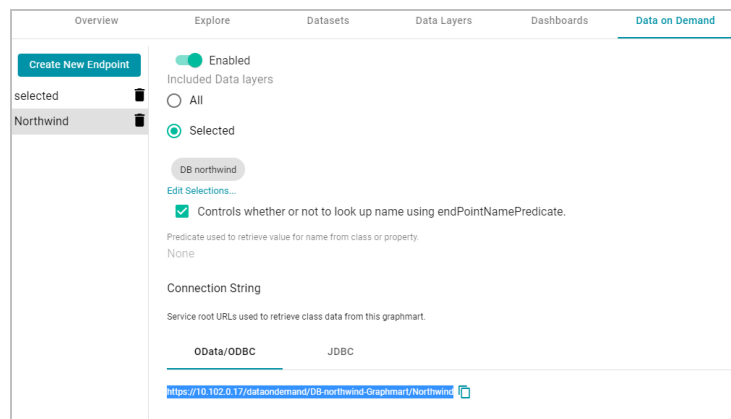 Overview Explore Datasets Data Layers Dashboards Data on Demand
Create New Endpoint
selected
Northwind
Enabled
Included Data layers
All
Selected
DB northwind
Edit Selections...
Controls whether or not to look up name using endPointNamePredicate.
Predicate used to retrieve value for name from class or property.
None
Connection String
Service root URLs used to retrieve class data from this graphmart.
OData/ODBC JDBC
https://10.102.0.17/dataondemand/DB-northwind-Graphmart/Northwind